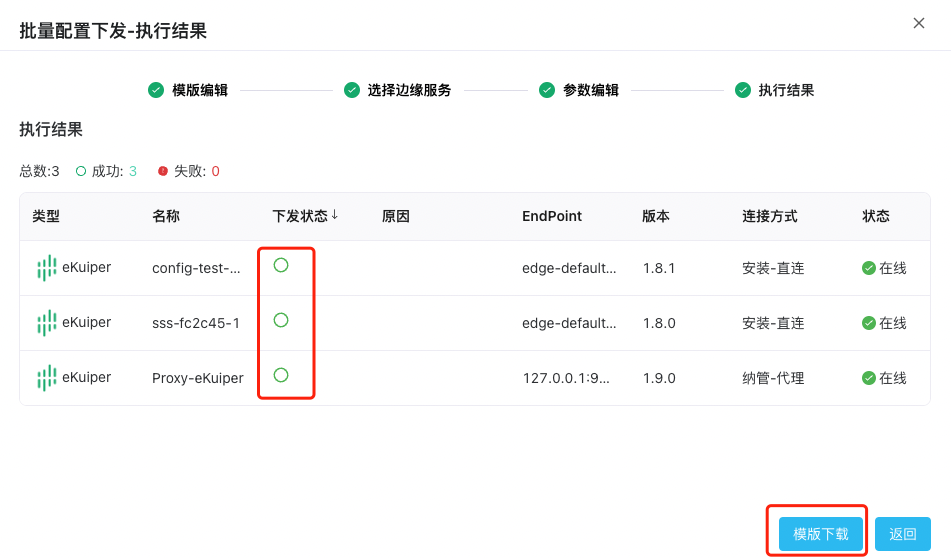 批量配置下发-执行结果
模版编辑 选择边缘服务 参数编辑 执行结果
执行结果
总数:3 成功: 3 失败: 0
类型 名称 下发状态↓ 原因 EndPoint 版本 连接方式 状态
eKuiper config-test-... edge-default... 1.8.1 安装-直连 在线
eKuiper sss-fc2c45-1 edge-default... 1.8.0 安装-直连 在线
eKuiper Proxy-eKuiper 127.0.0.1:9... 1.9.0 纳管-代理 在线
模版下载 返回